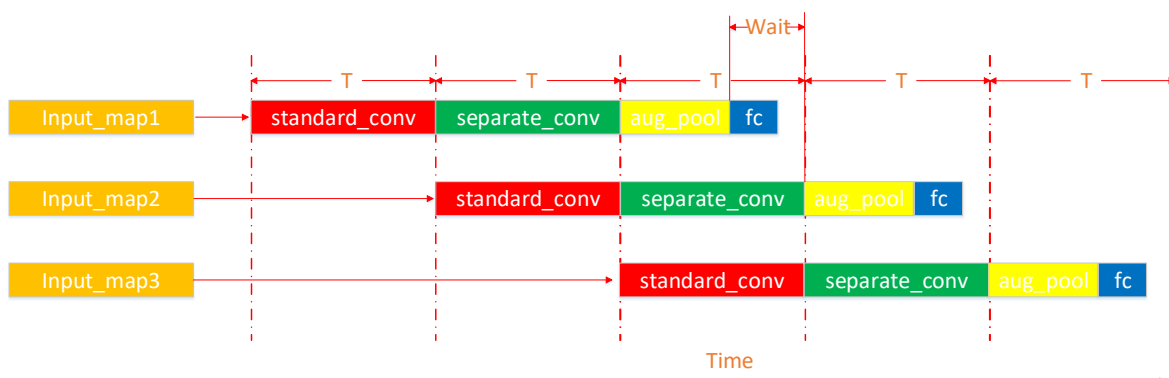 Wait
T T T T T
Input_map1 standard_conv separate_conv aug_pool fc
Input_map2 standard_conv separate_conv aug_pool fc
Input_map3 standard_conv separate_conv aug_pool fc
Time